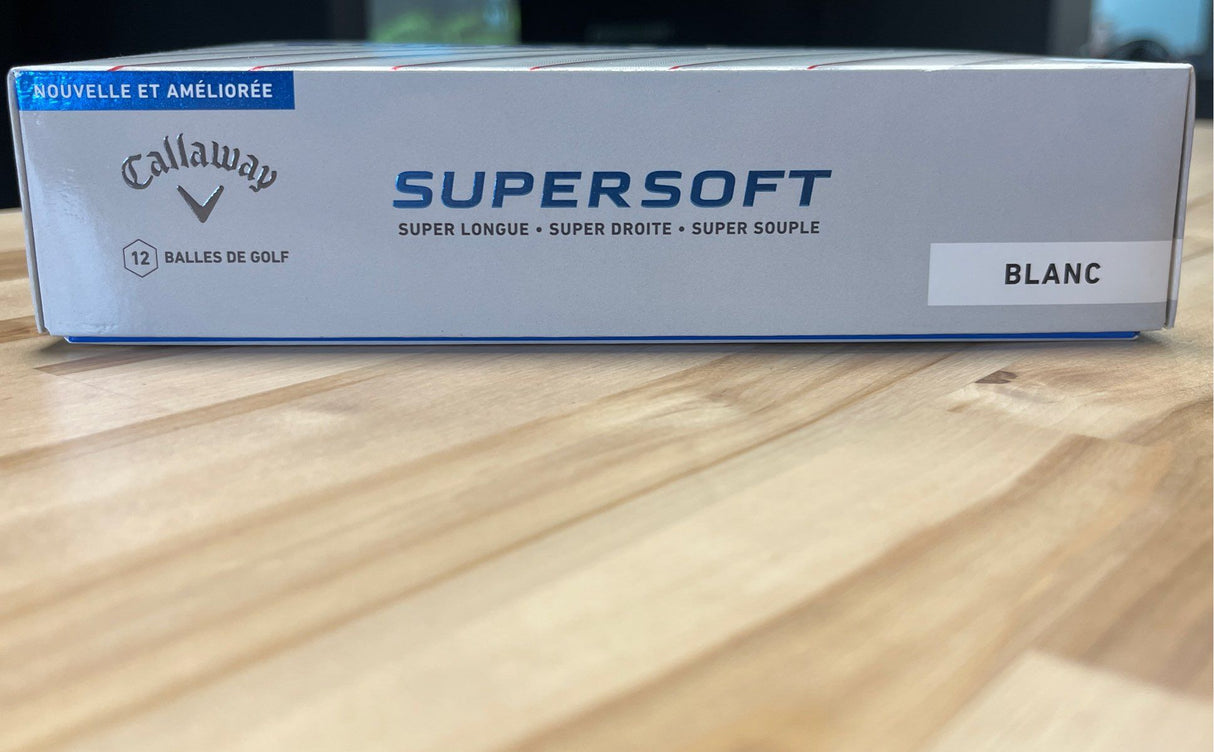 NOUVELLE ET AMÉLIORÉE
Callaway
12 BALLES DE GOLF
SUPERSOFT
SUPER LONGUE • SUPER DROITE • SUPER SOUPLE
BLANC